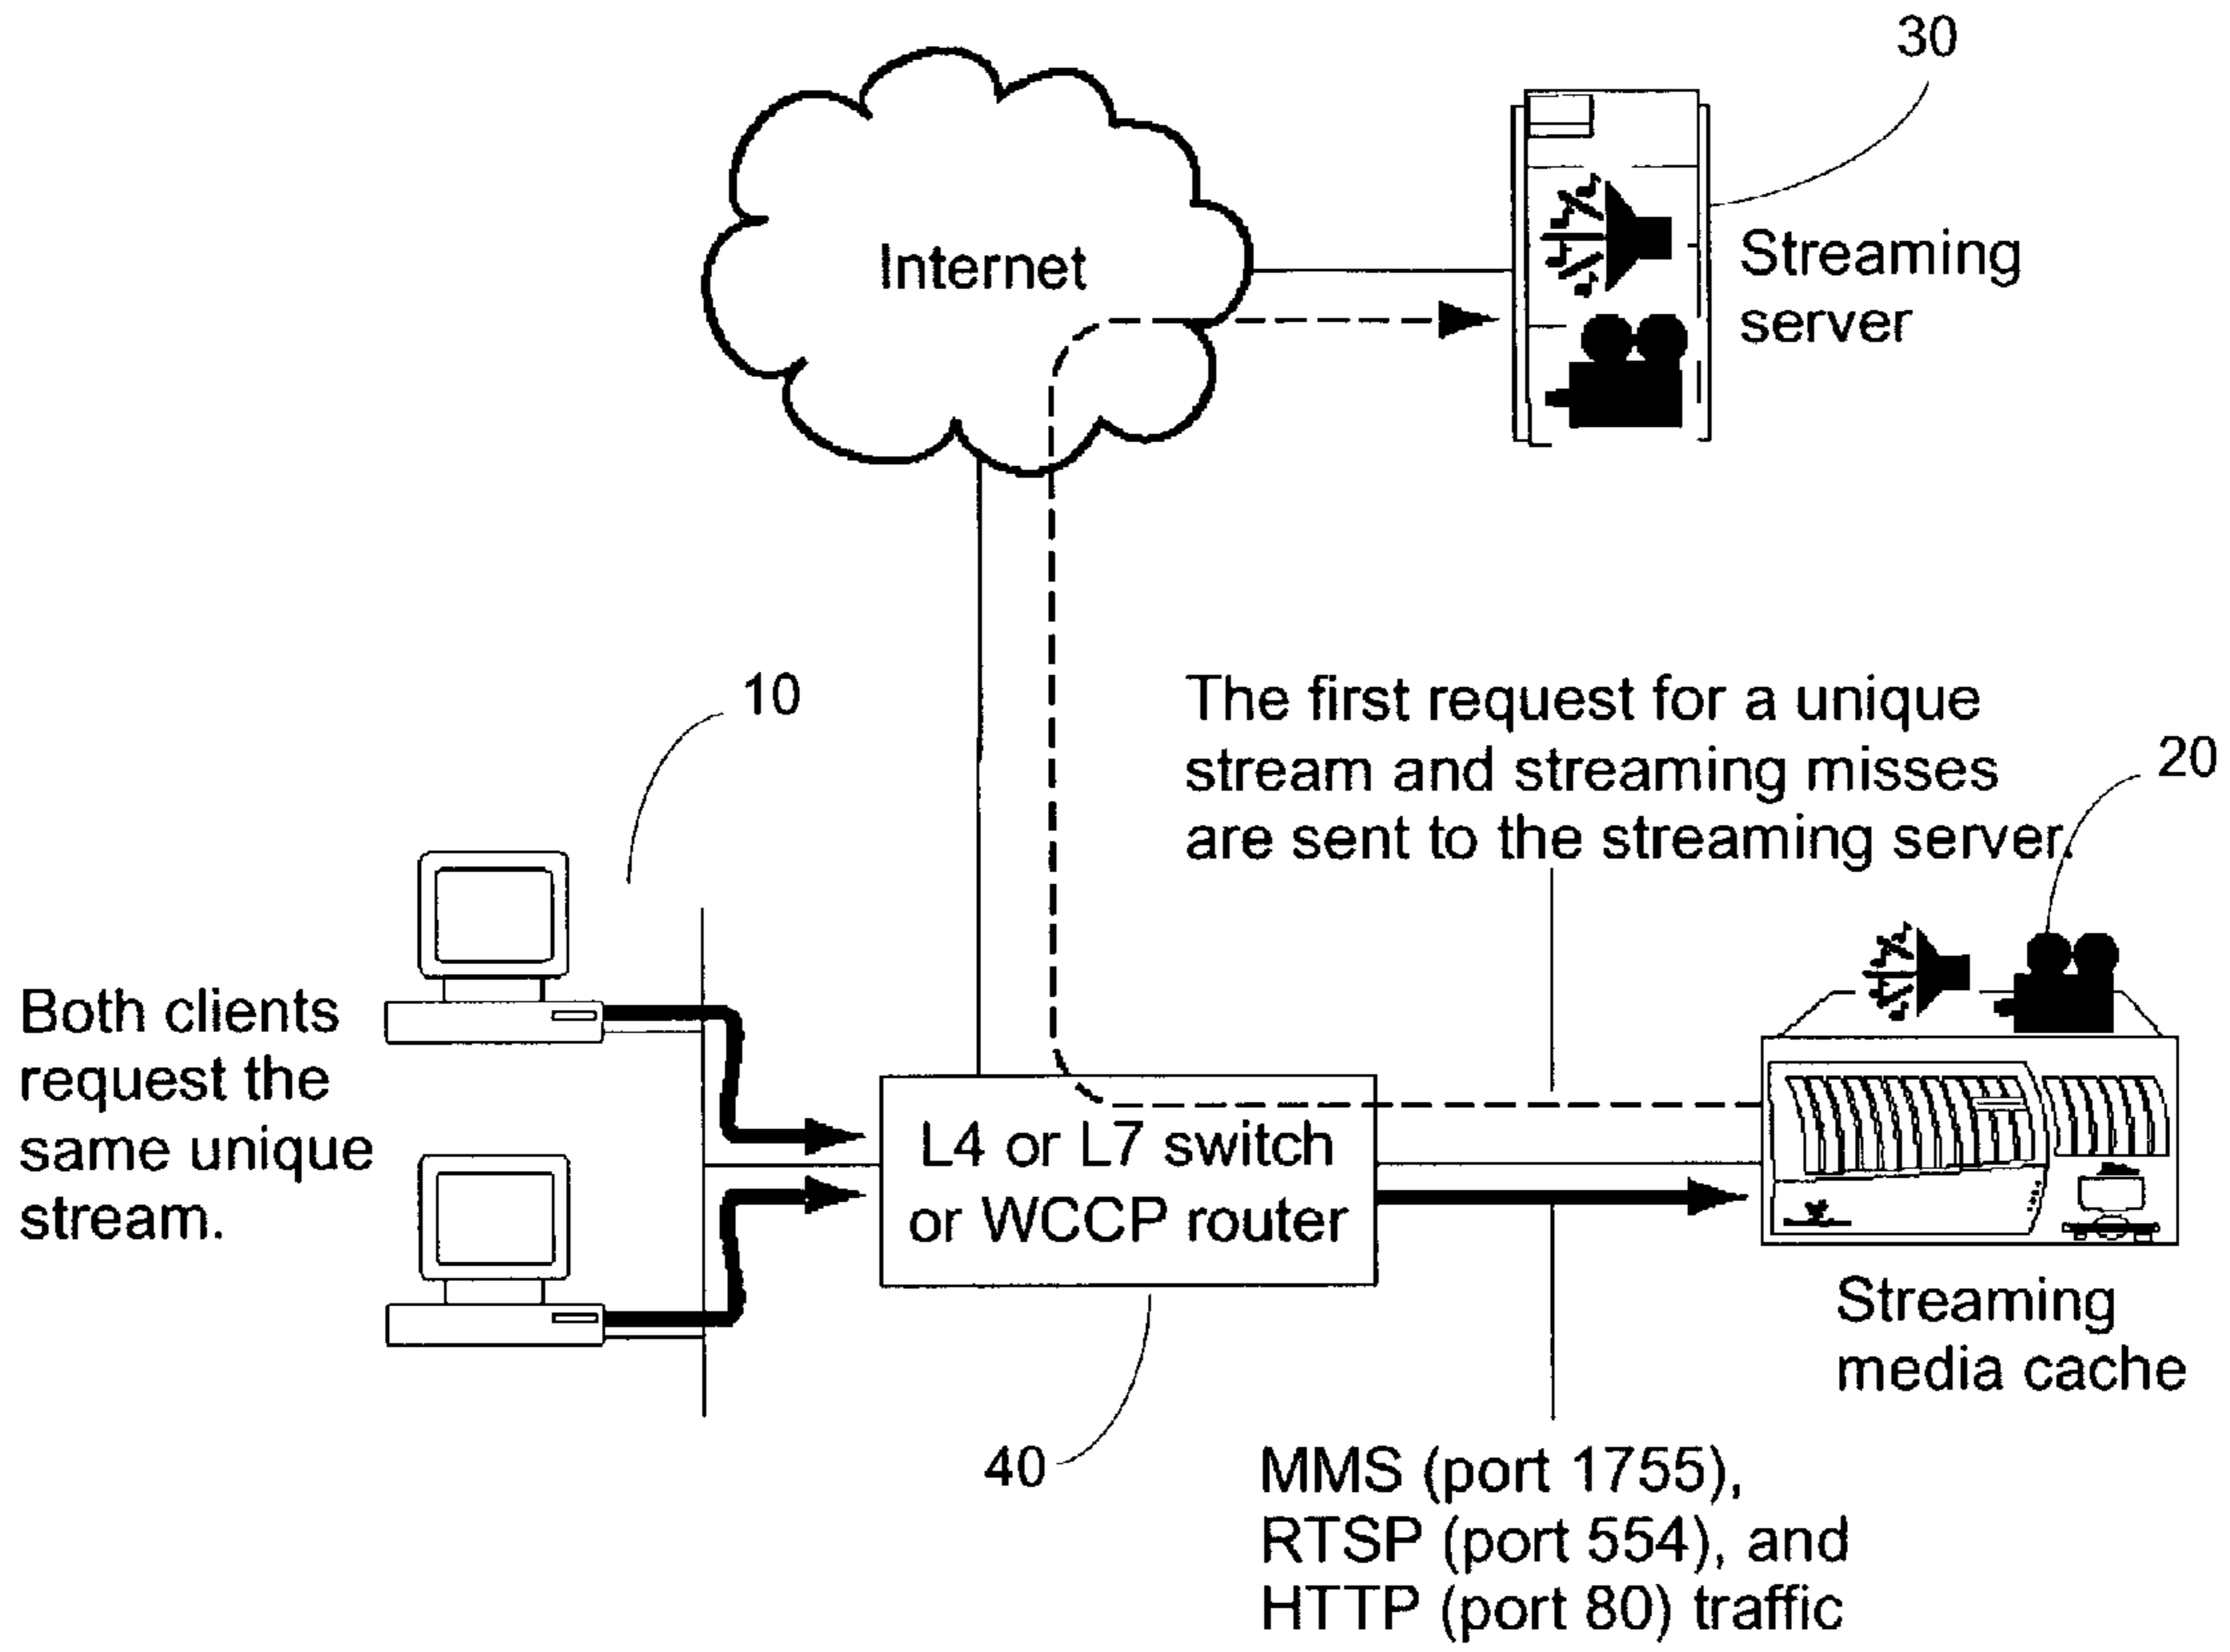 30
Internet
Streaming
server
10
The first request for a unique
stream and streaming misses
are sent to the streaming server.
20
Both clients
request the
same unique
stream.
L4 or L7 switch
or WCCP router
Streaming
media cache
40
MMS (port 1755),
RTSP (port 554), and
HTTP (port 80) traffic